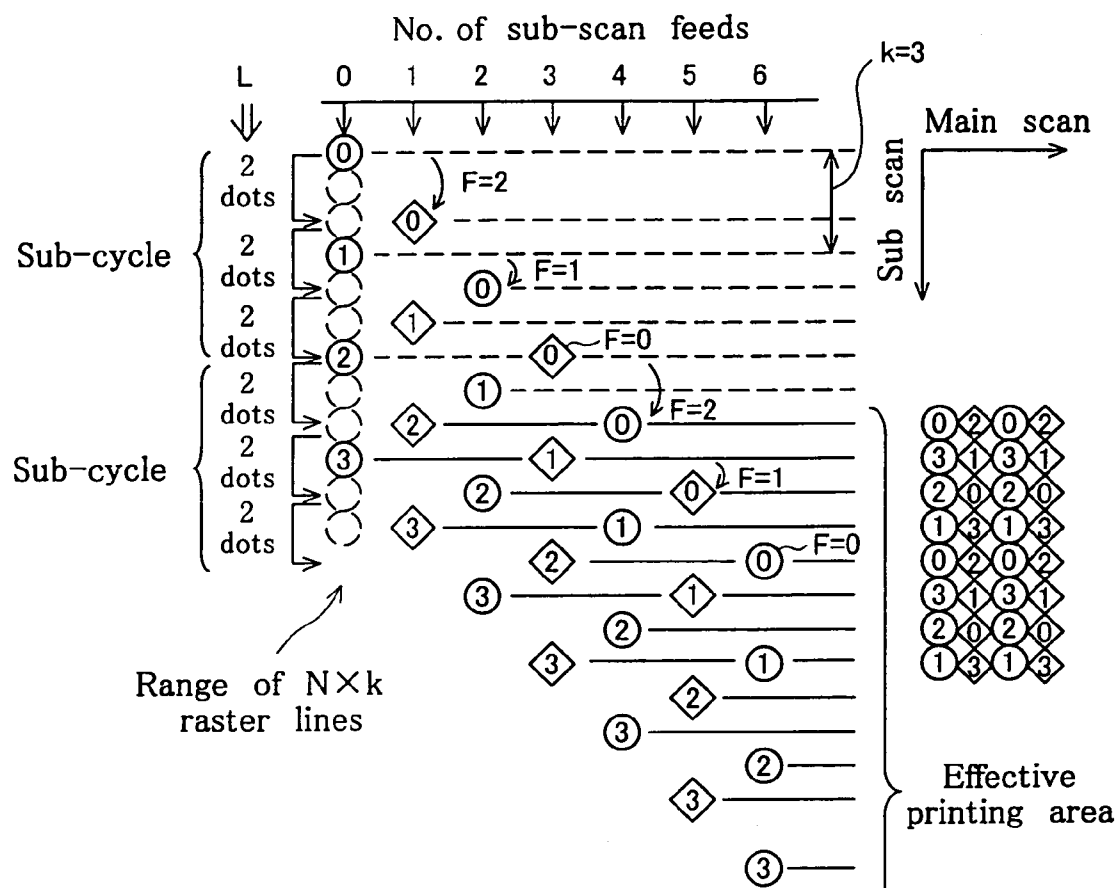 No. of sub-scan feeds
k=3
L 0 1 2 3 4 5 6
Main scan
Sub scan
0
2
dots
F=2
0
Sub-cycle
2
dots
1
F=1
0
1
2
dots
F=0
2 0
1
2
dots
F=2
2 0
0 2 0 2
Sub-cycle
2
dots
3 1
3 1 3 1
F=1
2 0
2 0 2 0
2
dots
3 1
1 3 1 3
F=0
2 0
0 2 0 2
3 1
3 1 3 1
2
2 0 2 0
3 1
1 3 1 3
Range of N×k
raster lines
2
3
2
3
Effective
printing area
3